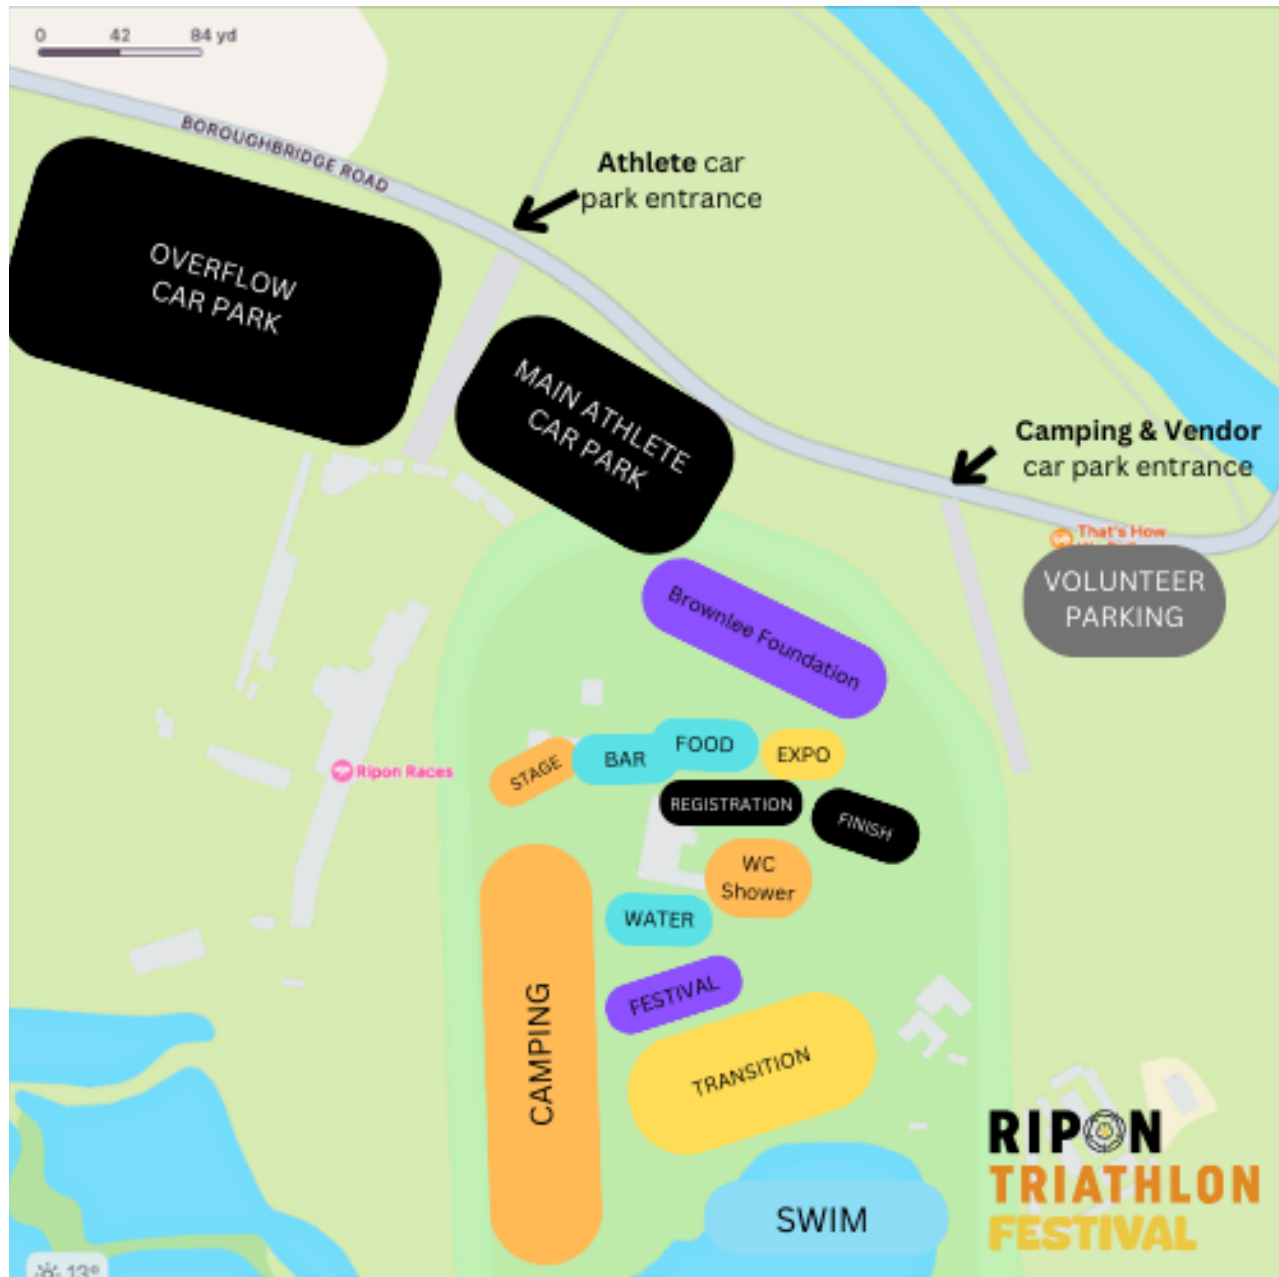 0 42 84 yd
BOROUGHBRIDGE ROAD
Athlete car
park entrance
OVERFLOW
CAR PARK
MAIN ATHLETE
CAR PARK
Camping & Vendor
car park entrance
That's How
VOLUNTEER
PARKING
Brownlee Foundation
STAGE
BAR
FOOD
EXPO
Ripon Races
REGISTRATION
FINISH
WC
Shower
WATER
FESTIVAL
CAMPING
TRANSITION
SWIM
RIPON
TRIATHLON
FESTIVAL
13°